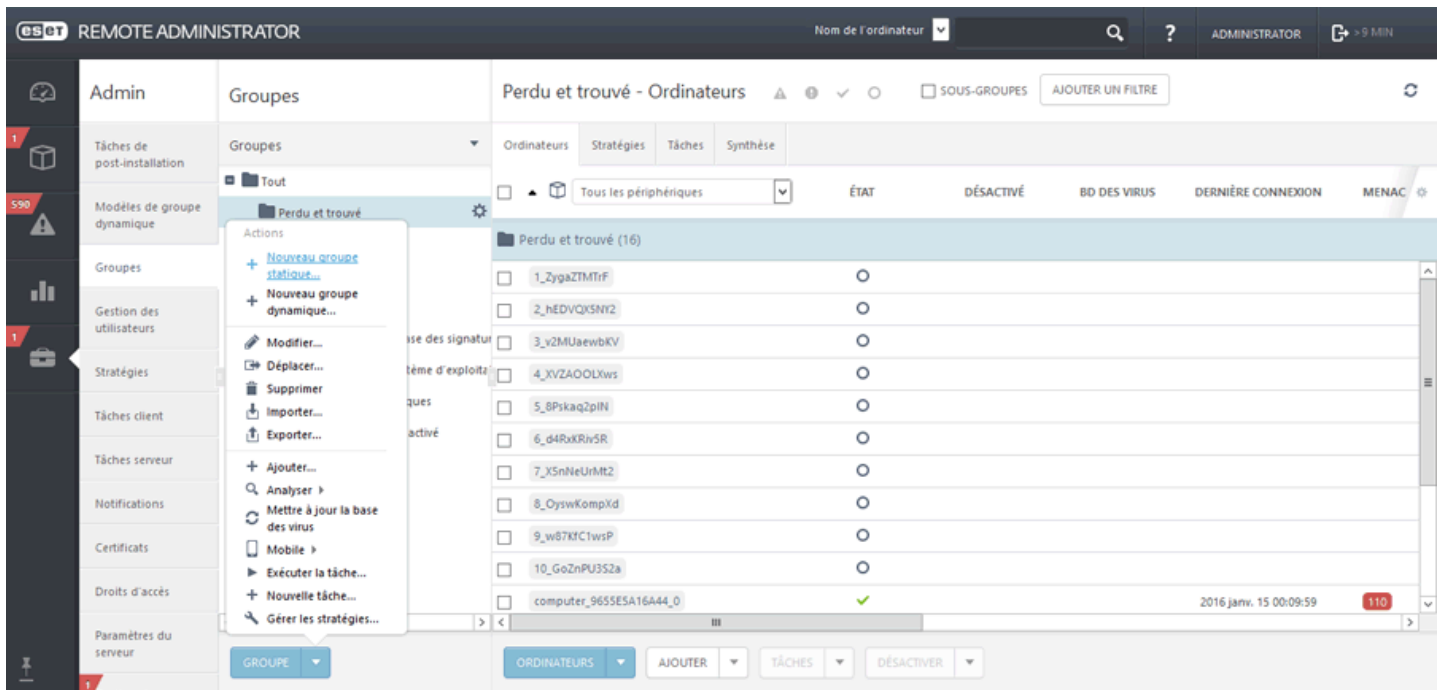 eseT REMOTE ADMINISTRATOR
Nom de l'ordinateur
?
ADMINISTRATOR
>9 MIN
1
590
1
Admin
Tâches de
post-installation
Modèles de groupe
dynamique
Groupes
Gestion des
utilisateurs
Stratégies
Tâches client
Tâches serveur
Notifications
Certificats
Droits d'accès
Paramètres du
serveur
1
Groupes
Groupes
Tout
Perdu et trouvé
Actions
Nouveau groupe
statique...
Nouveau groupe
dynamique...
Modifier...
Déplacer...
Supprimer
Importer...
Exporter...
Ajouter...
Analyser
Mettre à jour la base
des virus
Mobile
Exécuter la tâche...
Nouvelle tâche...
Gérer les stratégies...
ase des signatur
tème d'exploita
ques
activé
GROUPE
Perdu et trouvé - Ordinateurs
SOUS-GROUPES
AJOUTER UN FILTRE
Ordinateurs
Stratégies
Tâches
Synthèse
Tous les périphériques
ÉTAT
DÉSACTIVÉ
BD DES VIRUS
DERNIÈRE CONNEXION
MENAC
Perdu et trouvé (16)
1_ZygaZTMTrF
2_hEDVQX5NY2
3_v2MUaewbKV
4_XVZAOOLXws
5_8Pskaq2pIN
6_d4RxKRiv5R
7_X5nNeUrMt2
8_OyswKompXd
9_w87KfC1wsP
10_GoZnPU3S2a
computer_9655E5A16A44_0
2016 janv. 15 00:09:59
110
ORDINATEURS
AJOUTER
TÂCHES
DÉSACTIVER